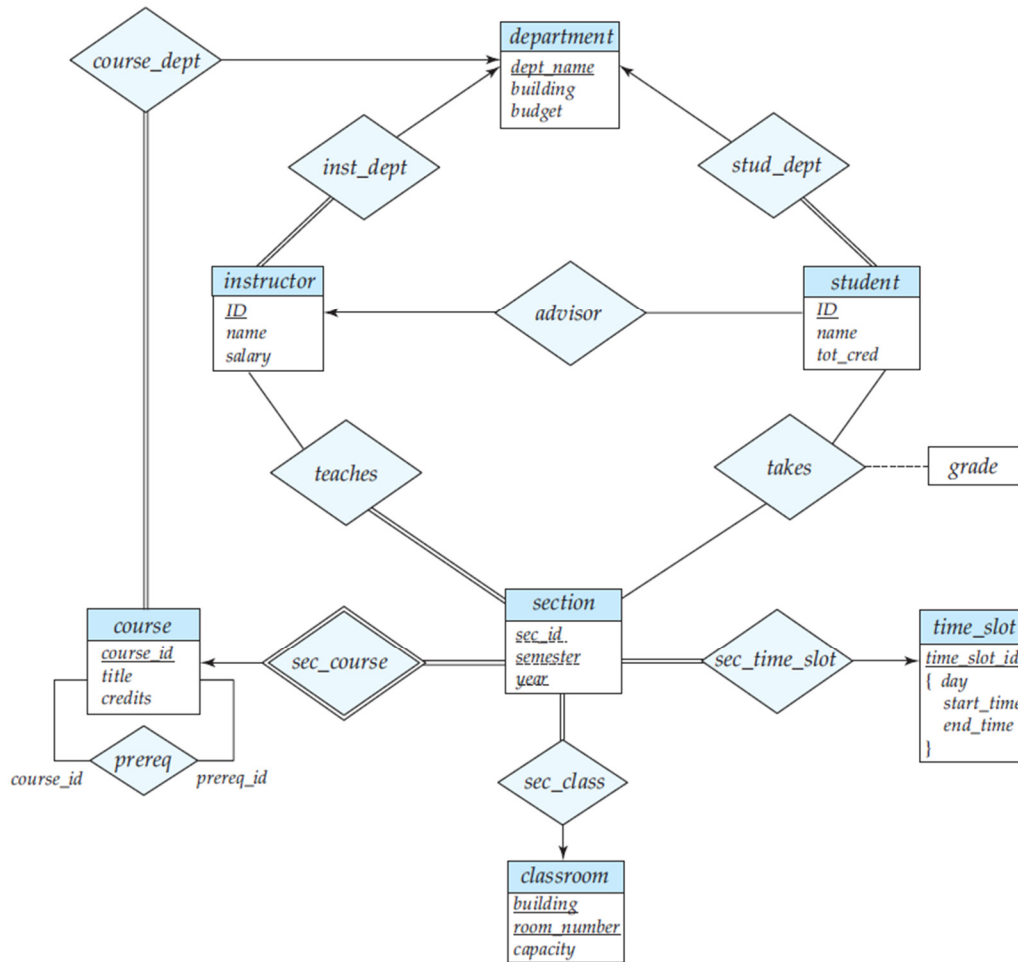 department
dept_name
building
budget
course_dept
inst_dept
stud_dept
instructor
ID
name
salary
advisor
student
ID
name
tot_cred
teaches
takes
grade
section
sec_id
semester
year
course
course_id
title
credits
sec_course
sec_time_slot
time_slot
time_slot_id
{ day
start_time
end_time
}
prereq
course_id
prereq_id
sec_class
classroom
building
room_number
capacity